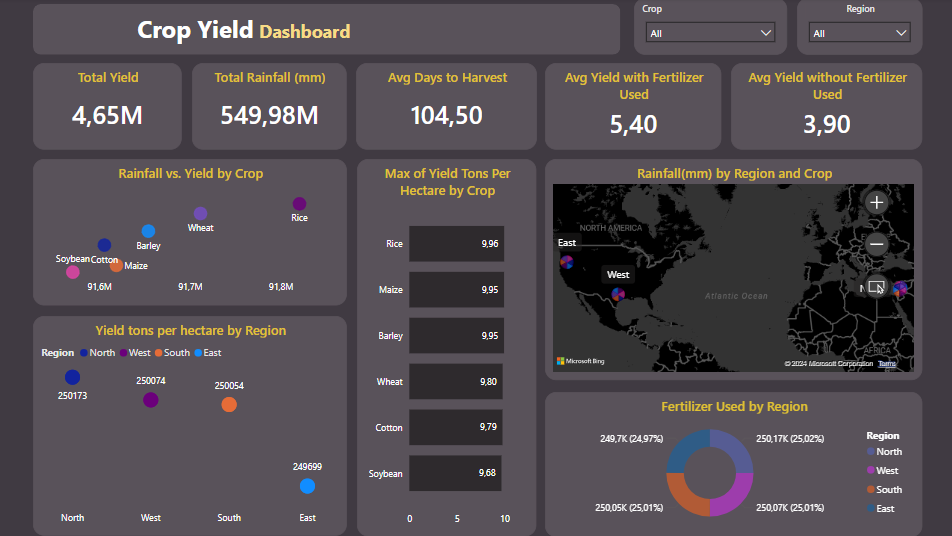 Crop Yield Dashboard
Crop
All
Region
All
Total Yield
4,65M
Total Rainfall (mm)
549,98M
Avg Days to Harvest
104,50
Avg Yield with Fertilizer
Used
5,40
Avg Yield without Fertilizer
Used
3,90
Rainfall vs. Yield by Crop
Rice
Wheat
Barley
Soybean
Cotton
Maize
91,6M
91,7M
91,8M
Yield tons per hectare by Region
Region
North
West
South
East
250173
250074
250054
249699
North
West
South
East
Max of Yield Tons Per
Hectare by Crop
Rice
9,96
Maize
9,95
Barley
9,95
Wheat
9,80
Cotton
9,79
Soybean
9,68
0
5
10
Rainfall(mm) by Region and Crop
NORTH AMERICA
East
West
Atlantic Ocean
AFRICA
Microsoft Bing
© 2024 Microsoft Corporation
Terms
Fertilizer Used by Region
249,7K (24,97%)
250,17K (25,02%)
250,05K (25,01%)
250,07K (25,01%)
Region
North
West
South
East